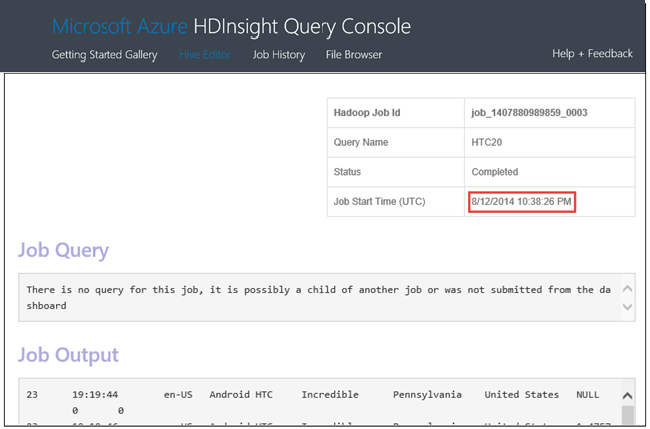 Microsoft Azure HDInsight Query Console
Getting Started Gallery Hive Editor Job History File Browser Help + Feedback
Hadoop Job Id job_1407880989859_0003
Query Name HTC20
Status Completed
Job Start Time (UTC) 8/12/2014 10:38:26 PM
Job Query
There is no query for this job, it is possibly a child of another job or was not submitted from the da
shboard
Job Output
23 19:19:44 en-US Android HTC Incredible Pennsylvania United States NULL
0 0